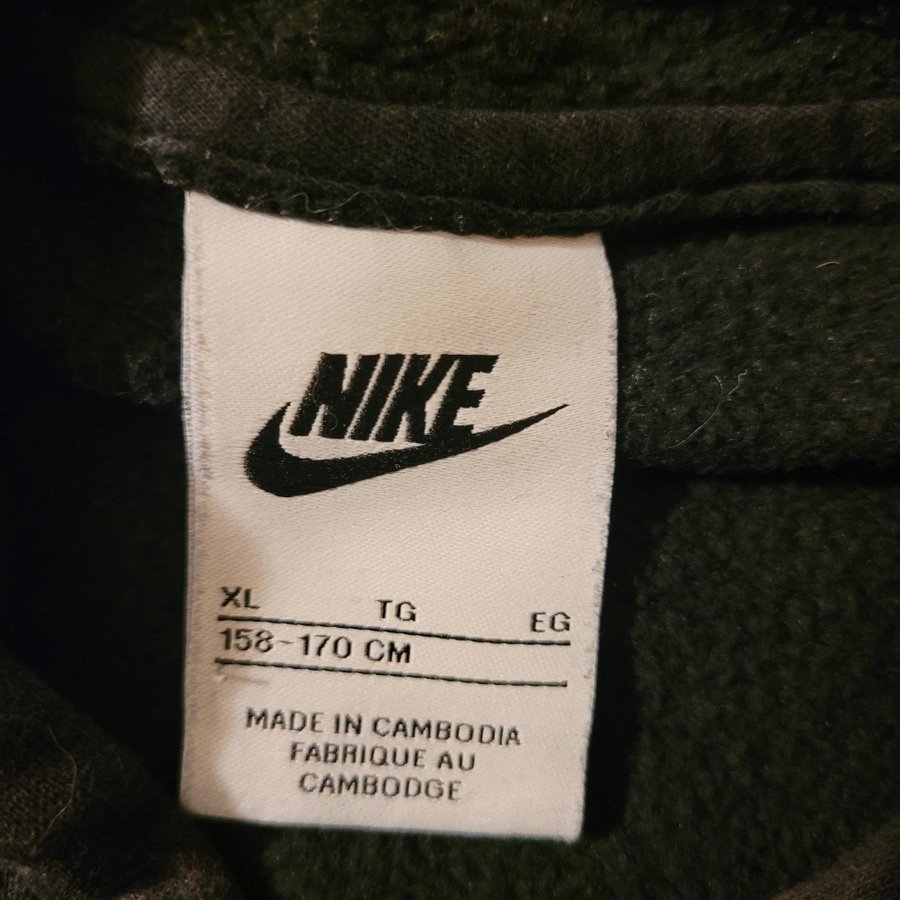 NIKE
XL TG EG
158-170 CM
MADE IN CAMBODIA
FABRIQUE AU
CAMBODGE